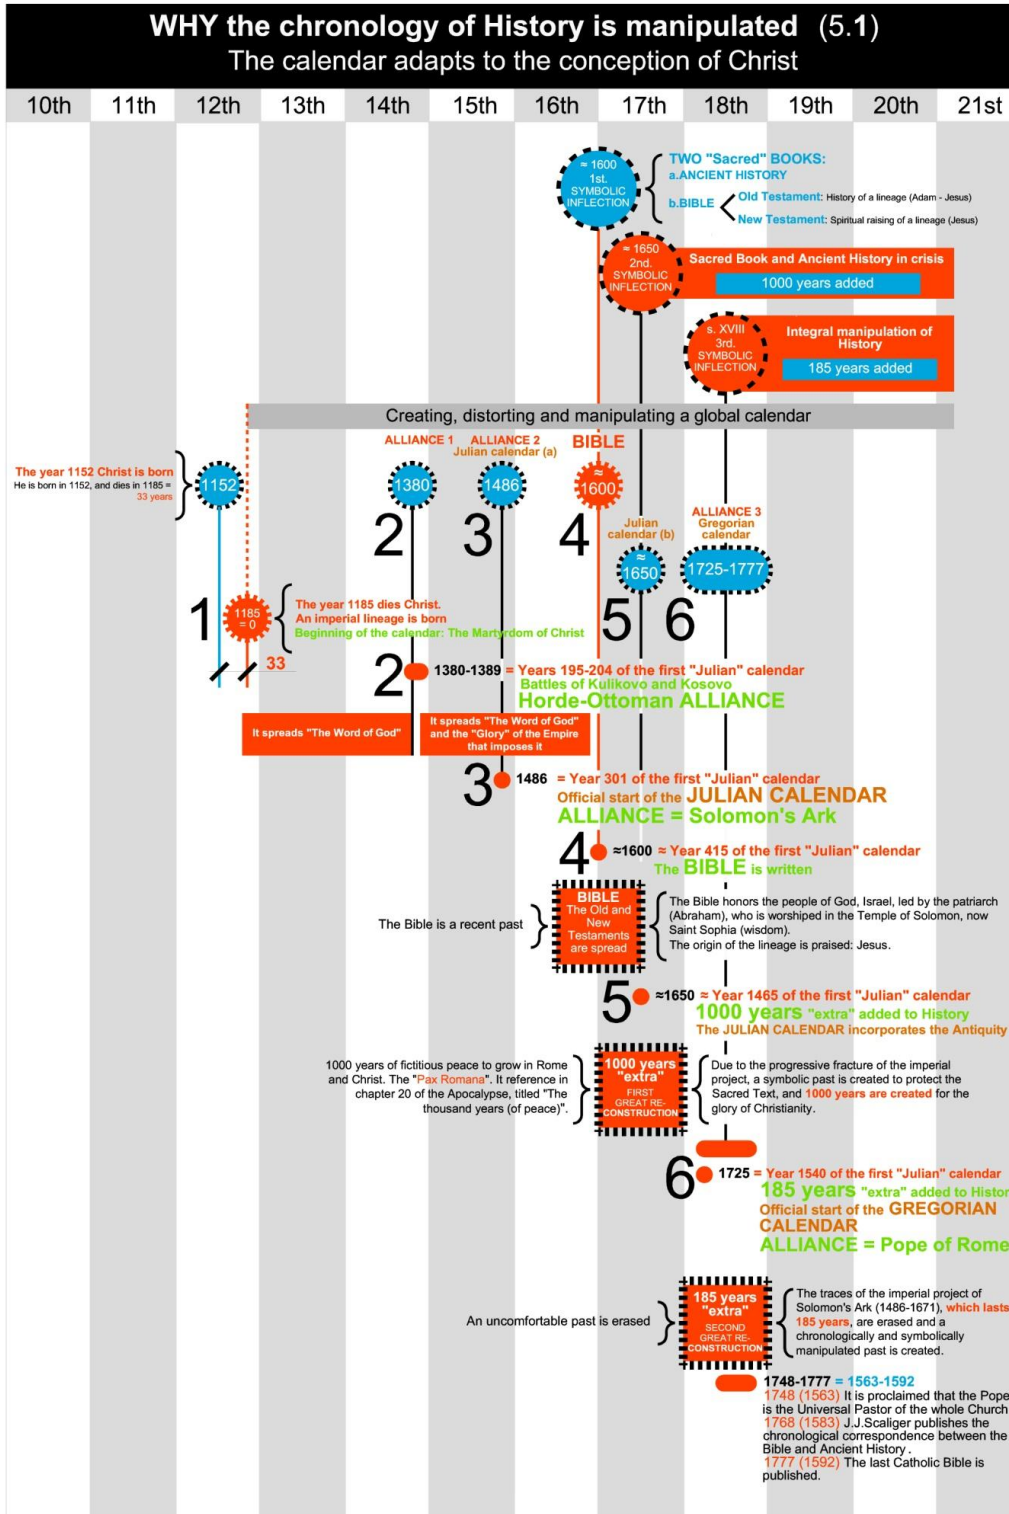 WHY the chronology of History is manipulated (5.1)
The calendar adapts to the conception of Christ
10th 11th 12th 13th 14th 15th 16th 17th 18th 19th 20th 21st
≈ 1600
1st.
SYMBOLIC
INFLECTION
TWO "Sacred" BOOKS:
a.ANCIENT HISTORY
b.BIBLE
Old Testament: History of a lineage (Adam - Jesus)
New Testament: Spiritual raising of a lineage (Jesus)
≈ 1650
2nd.
SYMBOLIC
INFLECTION
Sacred Book and Ancient History in crisis
1000 years added
s. XVIII
3rd.
SYMBOLIC
INFLECTION
Integral manipulation of
History
185 years added
Creating, distorting and manipulating a global calendar
The year 1152 Christ is born
He is born in 1152, and dies in 1185 =
33 years
1152
ALLIANCE 1
1380
2
ALLIANCE 2
Julian calendar (a)
1486
3
BIBLE
≈
1600
4
Julian
calendar (b)
≈
1650
5
ALLIANCE 3
Gregorian
calendar
1725-1777
6
1
1185
= 0
The year 1185 dies Christ.
An imperial lineage is born
Beginning of the calendar: The Martyrdom of Christ
33
2
1380-1389 = Years 195-204 of the first "Julian" calendar
Battles of Kulikovo and Kosovo
Horde-Ottoman ALLIANCE
It spreads "The Word of God"
It spreads "The Word of God"
and the "Glory" of the Empire
that imposes it
3
1486 = Year 301 of the first "Julian" calendar
Official start of the JULIAN CALENDAR
ALLIANCE = Solomon's Ark
4
≈1600 ≈ Year 415 of the first "Julian" calendar
The BIBLE is written
The Bible is a recent past
BIBLE
The Old and
New
Testaments
are spread
The Bible honors the people of God, Israel, led by the patriarch
(Abraham), who is worshiped in the Temple of Solomon, now
Saint Sophia (wisdom).
The origin of the lineage is praised: Jesus.
5
≈1650 ≈ Year 1465 of the first "Julian" calendar
1000 years "extra" added to History
The JULIAN CALENDAR incorporates the Antiquity
1000 years of fictitious peace to grow in Rome
and Christ. The "Pax Romana". It reference in
chapter 20 of the Apocalypse, titled "The
thousand years (of peace)".
1000 years
"extra"
FIRST
GREAT RE-
CONSTRUCTION
Due to the progressive fracture of the imperial
project, a symbolic past is created to protect the
Sacred Text, and 1000 years are created for the
glory of Christianity.
6
1725 = Year 1540 of the first "Julian" calendar
185 years "extra" added to Histor
Official start of the GREGORIAN
CALENDAR
ALLIANCE = Pope of Rome
An uncomfortable past is erased
185 years
"extra"
SECOND
GREAT RE-
CONSTRUCTION
The traces of the imperial project of
Solomon's Ark (1486-1671), which lasts
185 years, are erased and a
chronologically and symbolically
manipulated past is created.
1748-1777 = 1563-1592
1748 (1563) It is proclaimed that the Pope
is the Universal Pastor of the whole Church
1768 (1583) J.J.Scaliger publishes the
chronological correspondence between the
Bible and Ancient History .
1777 (1592) The last Catholic Bible is
published.